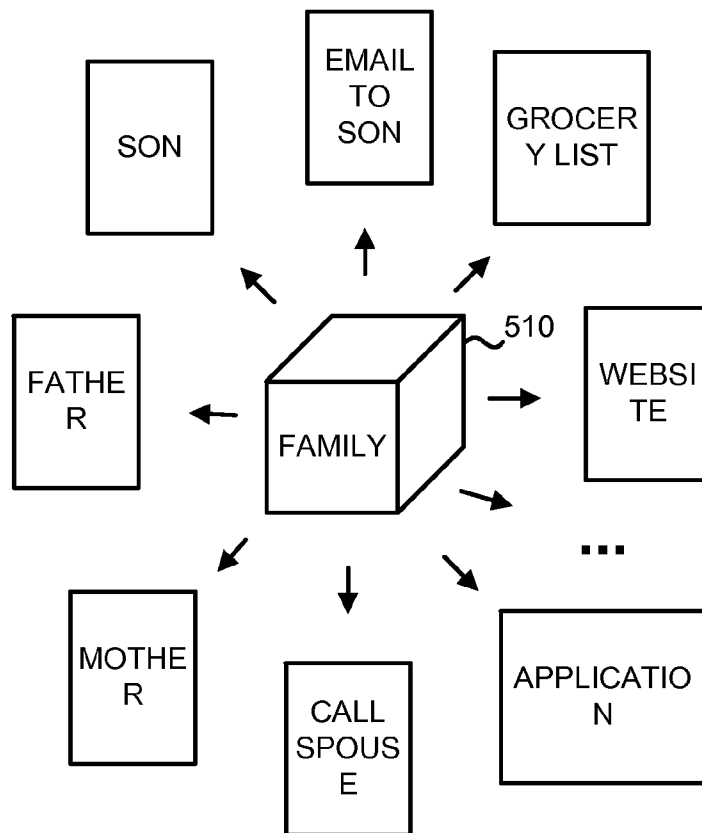 EMAIL
TO
SON
SON
GROCER
Y LIST
510
FATHE
R
WEBSI
TE
FAMILY
...
MOTHE
R
APPLICATIO
N
CALL
SPOUS
E